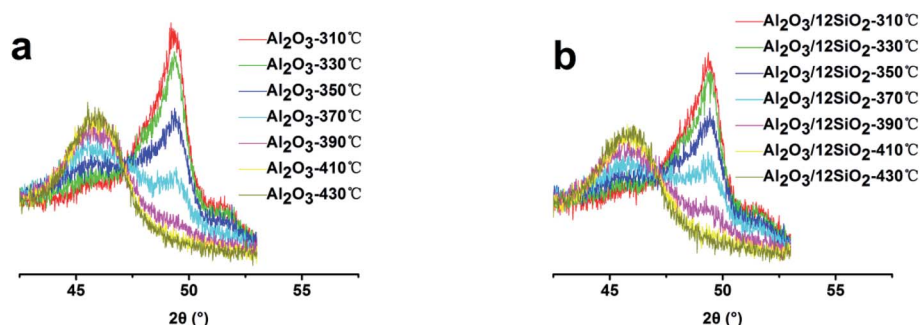 a
Al₂O₃-310℃
Al₂O₃-330℃
Al₂O₃-350℃
Al₂O₃-370℃
Al₂O₃-390℃
Al₂O₃-410℃
Al₂O₃-430℃
45
50
55
2θ (°)
b
Al₂O₃/12SiO₂-310℃
Al₂O₃/12SiO₂-330℃
Al₂O₃/12SiO₂-350℃
Al₂O₃/12SiO₂-370℃
Al₂O₃/12SiO₂-390℃
Al₂O₃/12SiO₂-410℃
Al₂O₃/12SiO₂-430℃
45
50
55
2θ (°)